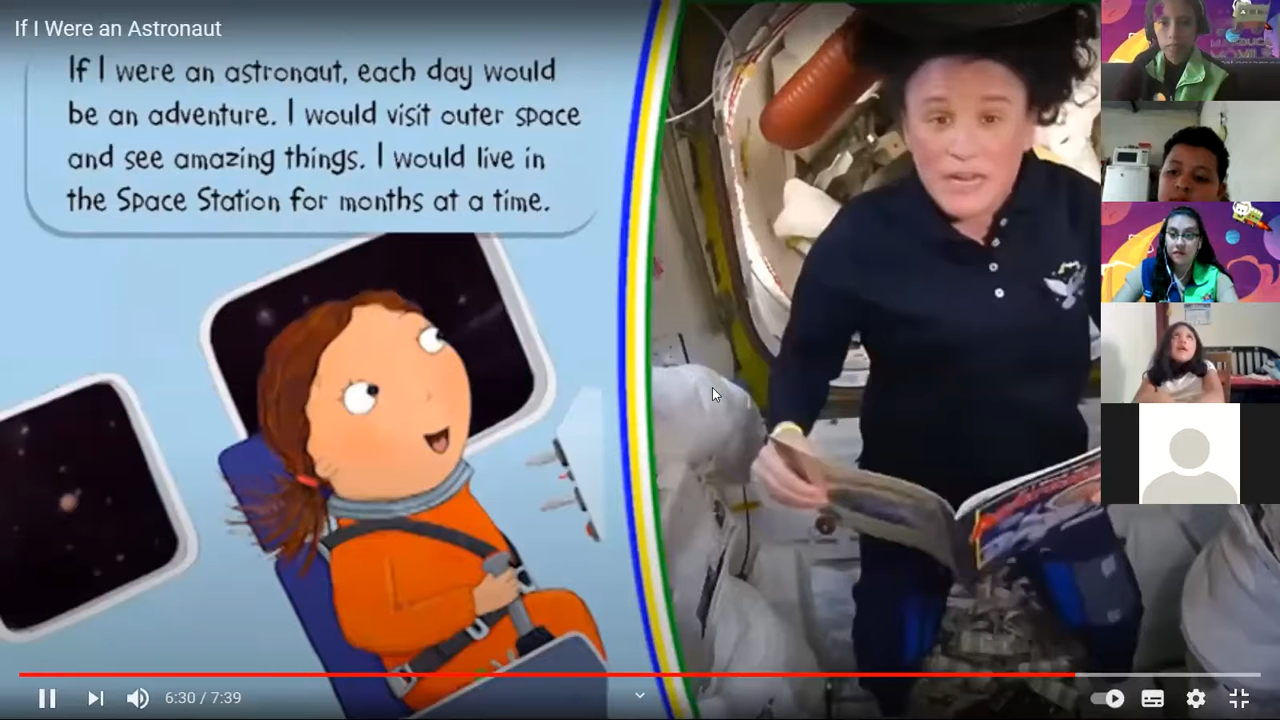 If I Were an Astronaut
If I were an astronaut, each day would
be an adventure. I would visit outer space
and see amazing things. I would live in
the Space Station for months at a time.
6:30 / 7:39